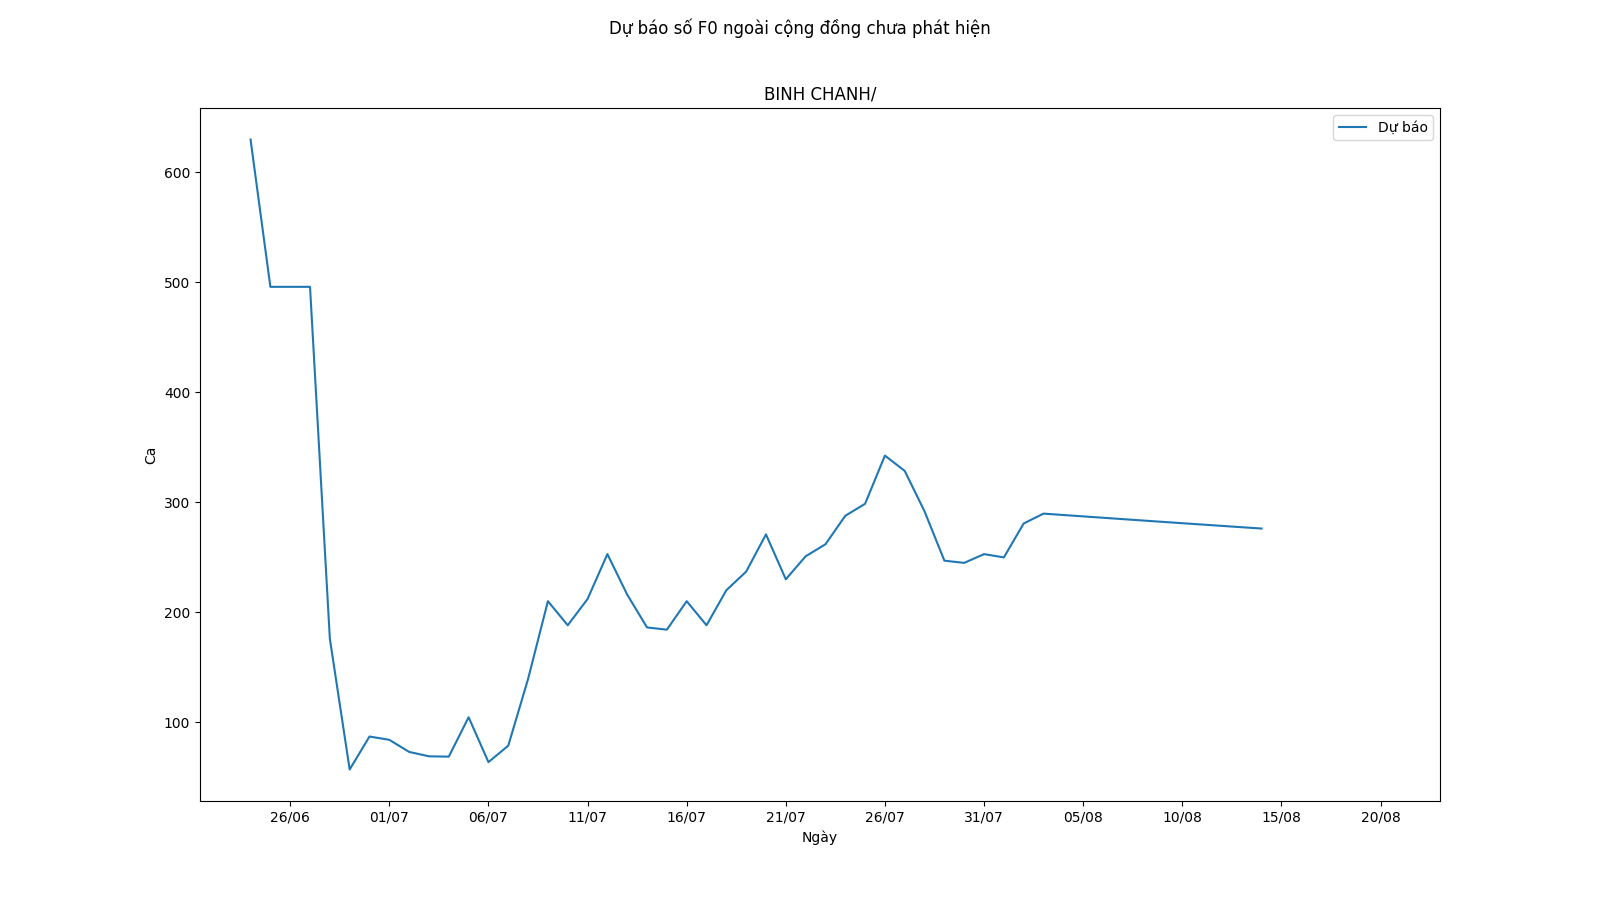 Dự báo số F0 ngoài cộng đồng chưa phát hiện
BINH CHANH/
Dự báo
600
500
400
300
200
100
Ca
26/06 01/07 06/07 11/07 16/07 21/07 26/07 31/07 05/08 10/08 15/08 20/08
Ngày